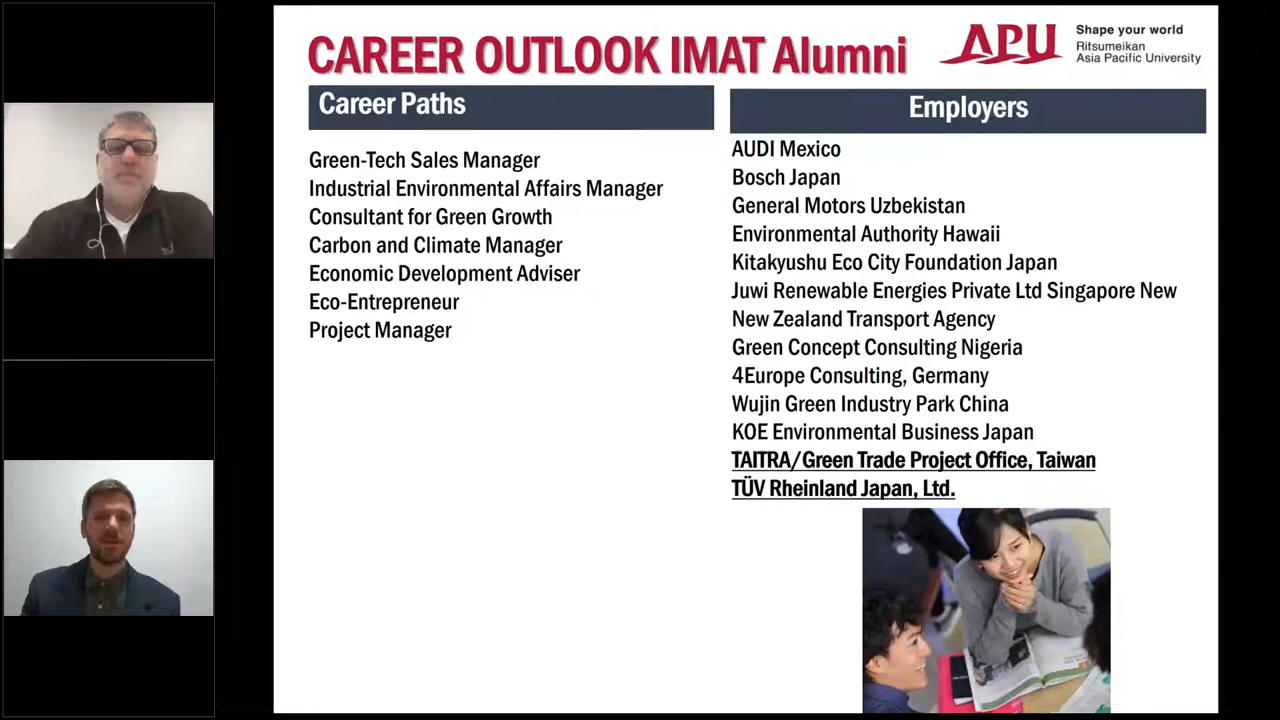 CAREER OUTLOOK IMAT Alumni
APU
Shape your world
Ritsumeikan
Asia Pacific University
Career Paths
Green-Tech Sales Manager
Industrial Environmental Affairs Manager
Consultant for Green Growth
Carbon and Climate Manager
Economic Development Adviser
Eco-Entrepreneur
Project Manager
Employers
AUDI Mexico
Bosch Japan
General Motors Uzbekistan
Environmental Authority Hawaii
Kitakyushu Eco City Foundation Japan
Juwi Renewable Energies Private Ltd Singapore New
New Zealand Transport Agency
Green Concept Consulting Nigeria
4Europe Consulting, Germany
Wujin Green Industry Park China
KOE Environmental Business Japan
TAITRA/Green Trade Project Office, Taiwan
TÜV Rheinland Japan, Ltd.